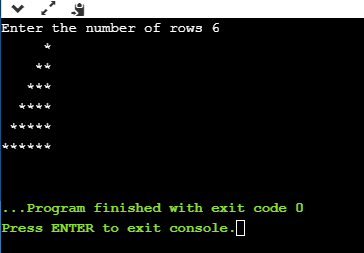 Enter the number of rows 6
     *
    **
   ***
  ****
 *****
******
...Program finished with exit code 0
Press ENTER to exit console.